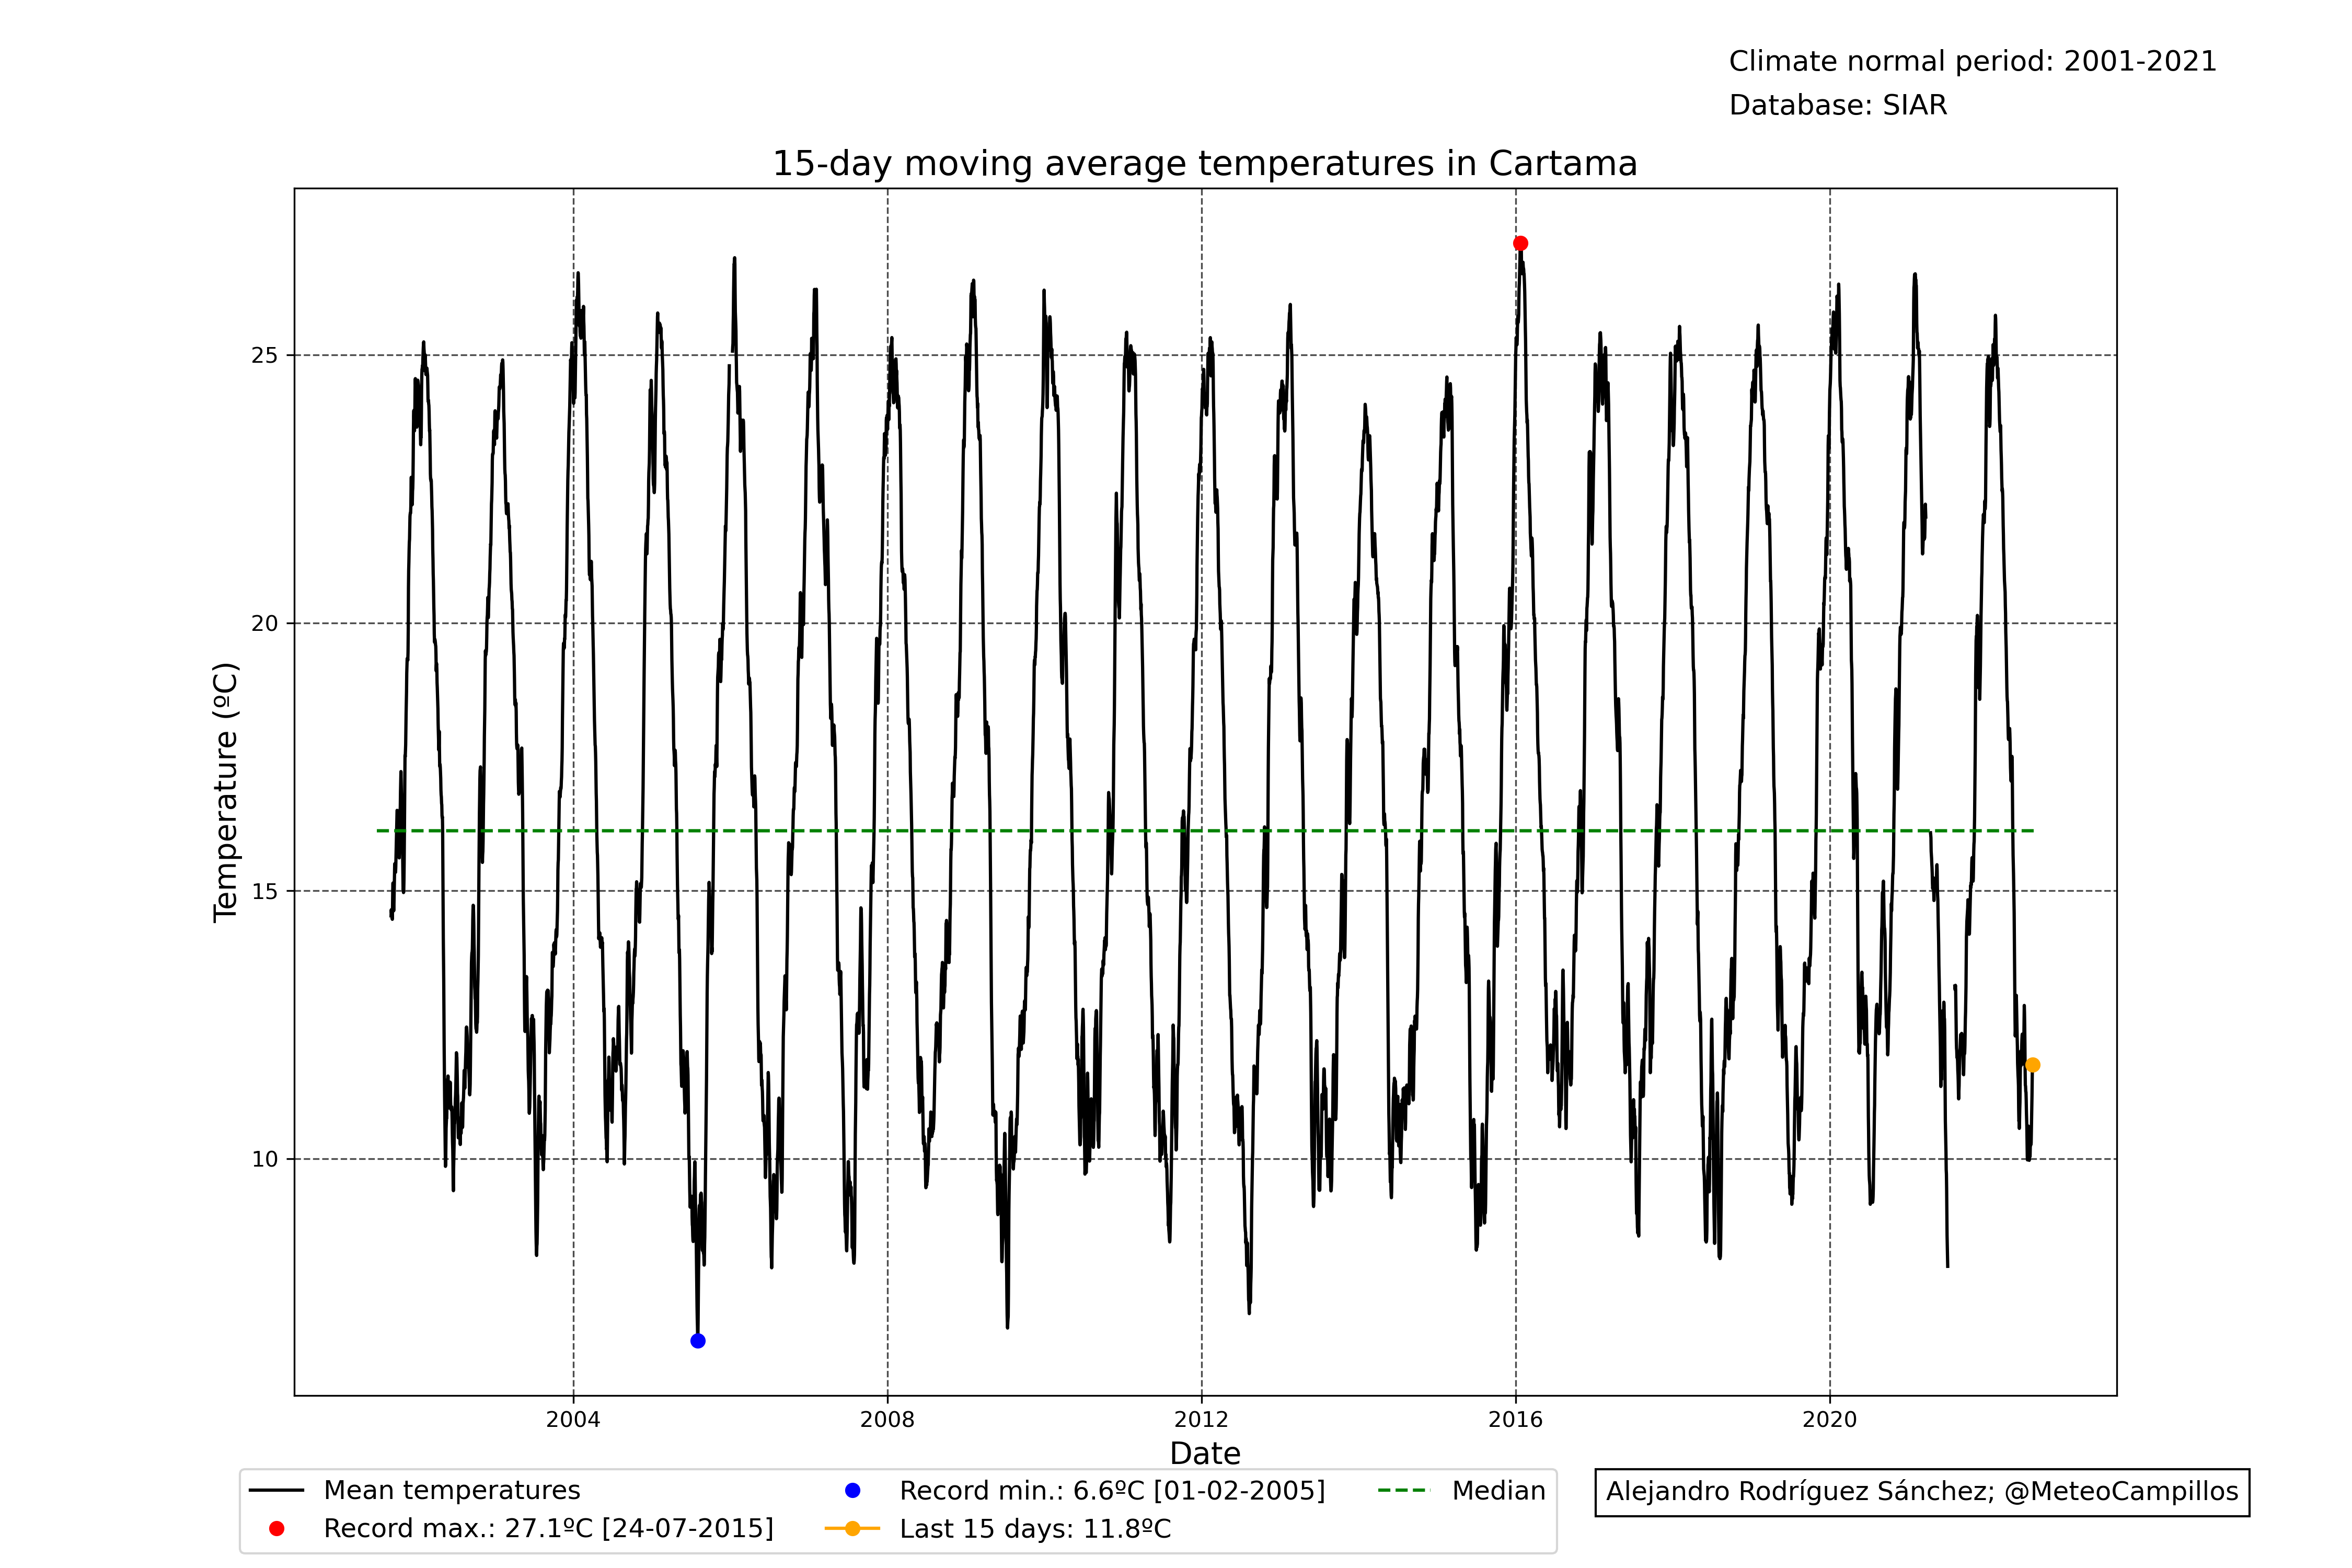 Climate normal period: 2001-2021
Database: SIAR
15-day moving average temperatures in Cartama
25
20
15
10
Temperature (ºC)
2004 2008 2012 2016 2020
Date
Mean temperatures
Record max.: 27.1ºC [24-07-2015]
Record min.: 6.6ºC [01-02-2005]
Last 15 days: 11.8ºC
Median
Alejandro Rodríguez Sánchez; @MeteoCampillos